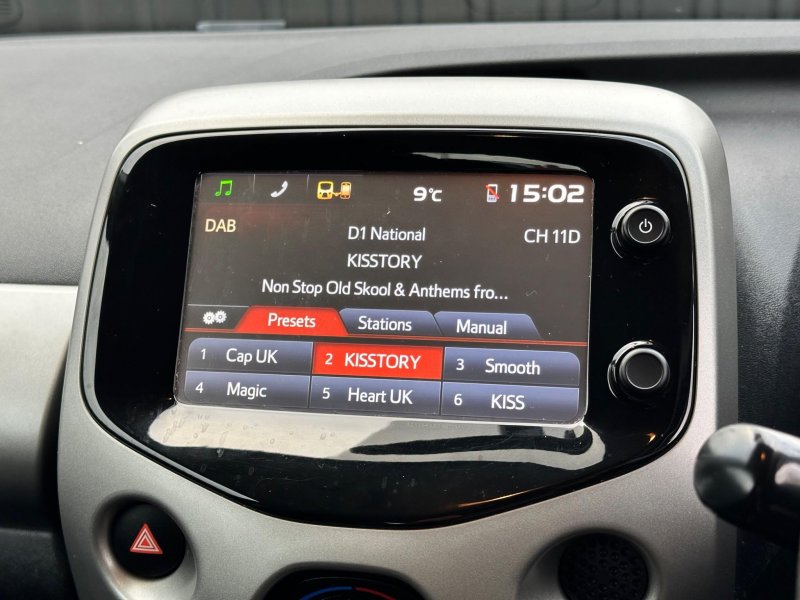 9°C 15:02
DAB D1 National CH 11D
KISSTORY
Non Stop Old Skool & Anthems fro...
Presets Stations Manual
1 Cap UK 2 KISSTORY 3 Smooth
4 Magic 5 Heart UK 6 KISS